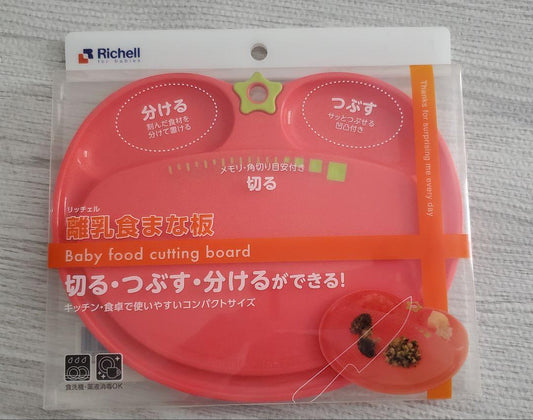 Richell
for babies
分ける
刻んだ食材を
分けて置ける
つぶす
サッとつぶせる
凹凸付き
メモリ・角切り目安付き
切る
Thanks for surprising me every day
リッチェル
離乳食まな板
Baby food cutting board
切る・つぶす・分けるができる!
キッチン・食卓で使いやすいコンパクトサイズ
食洗機・薬液消毒OK